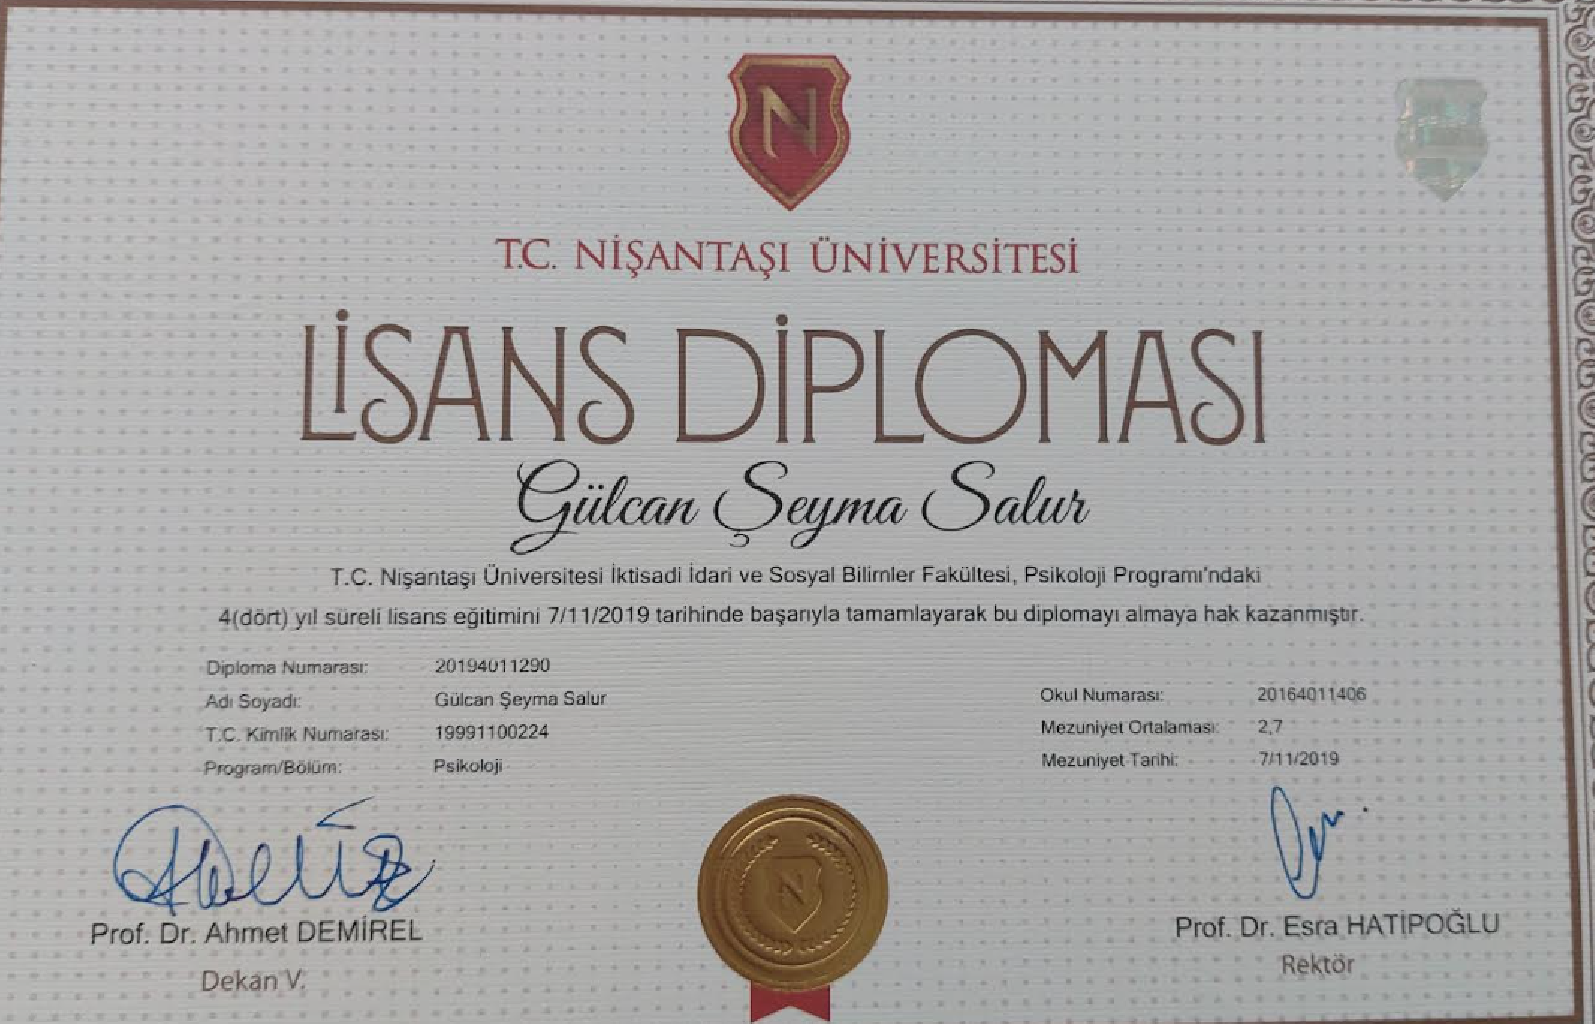 N
T.C. NİŞANTAŞI ÜNİVERSİTESİ
LİSANS DİPLOMASI
Gülcan Şeyma Salur
T.C. Nişantaşı Üniversitesi İktisadi İdari ve Sosyal Bilimler Fakültesi, Psikoloji Programı'ndaki
4(dört) yıl süreli lisans eğitimini 7/11/2019 tarihinde başarıyla tamamlayarak bu diplomayı almaya hak kazanmıştır.
Diploma Numarası: 20194011290
Adı Soyadı: Gülcan Şeyma Salur
T.C. Kimlik Numarası: 19991100224
Program/Bölüm: Psikoloji
Okul Numarası: 20164011406
Mezuniyet Ortalaması: 2,7
Mezuniyet Tarihi: 7/11/2019
Prof. Dr. Ahmet DEMİREL
Dekan V.
N
Prof. Dr. Esra HATİPOĞLU
Rektör